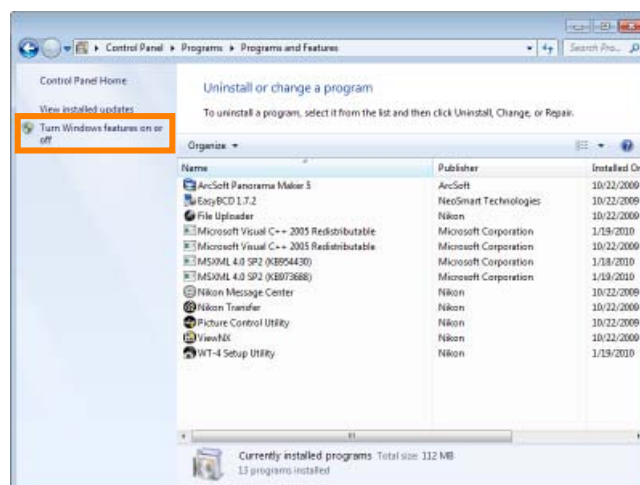 Control Panel ▸ Programs ▸ Programs and Features
Search Pro...
Control Panel Home
View installed updates
Turn Windows features on or
off
Uninstall or change a program
To uninstall a program, select it from the list and then click Uninstall, Change, or Repair.
Organize
Name Publisher Installed On
ArcSoft Panorama Maker 5 ArcSoft 10/22/2009
EasyBCD 1.7.2 NeoSmart Technologies 10/22/2009
File Uploader Nikon 10/22/2009
Microsoft Visual C++ 2005 Redistributable Microsoft Corporation 1/19/2010
Microsoft Visual C++ 2005 Redistributable Microsoft Corporation 10/22/2009
MSXML 4.0 SP2 (KB954430) Microsoft Corporation 1/18/2010
MSXML 4.0 SP2 (KB973688) Microsoft Corporation 1/19/2010
Nikon Message Center Nikon 10/22/2009
Nikon Transfer Nikon 10/22/2009
Picture Control Utility Nikon 10/22/2009
ViewNX Nikon 10/22/2009
WT-4 Setup Utility Nikon 1/19/2010
Currently installed programs Total size: 112 MB
13 programs installed